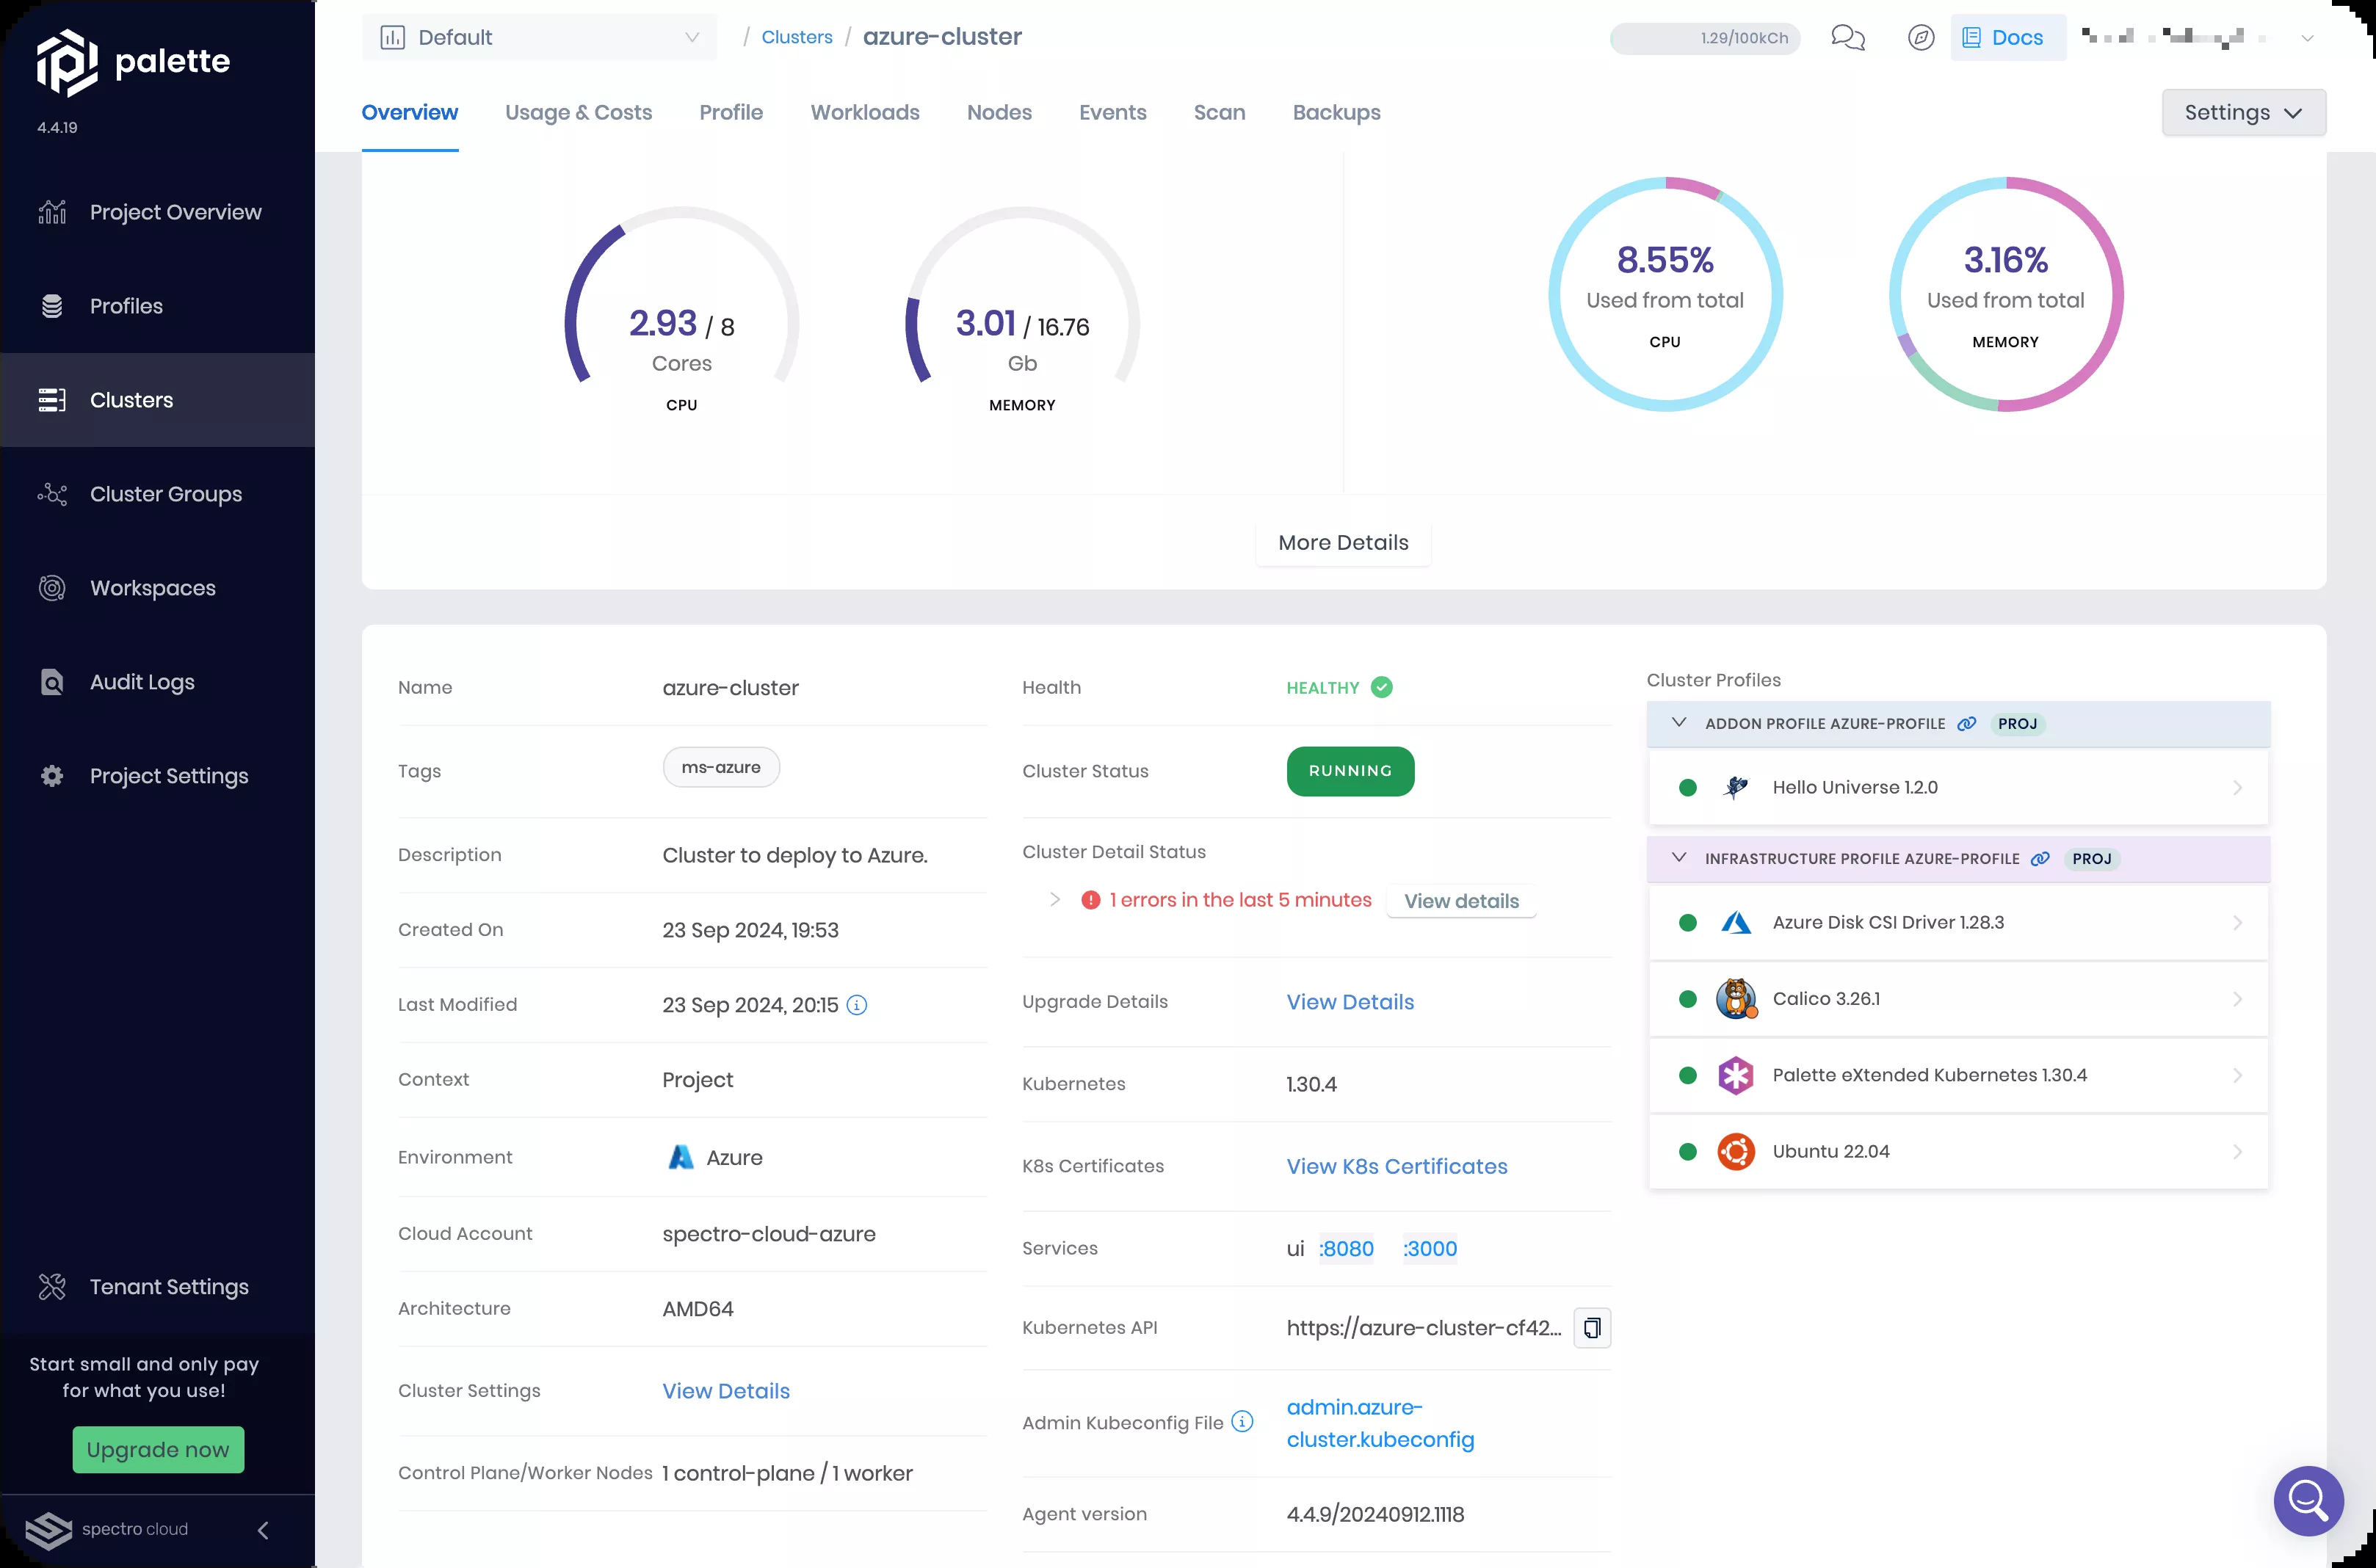 palette
4.4.19
Project Overview
Profiles
Clusters
Cluster Groups
Workspaces
Audit Logs
Project Settings
Tenant Settings
Start small and only pay
for what you use!
Upgrade now
spectro cloud
Default
/ Clusters / azure-cluster
1.29/100kCh
Docs
Overview
Usage & Costs
Profile
Workloads
Nodes
Events
Scan
Backups
Settings
2.93 / 8
Cores
CPU
3.01 / 16.76
Gb
MEMORY
8.55%
Used from total
CPU
3.16%
Used from total
MEMORY
More Details
Name azure-cluster
Tags ms-azure
Description Cluster to deploy to Azure.
Created On 23 Sep 2024, 19:53
Last Modified 23 Sep 2024, 20:15
Context Project
Environment Azure
Cloud Account spectro-cloud-azure
Architecture AMD64
Cluster Settings View Details
Control Plane/Worker Nodes 1 control-plane / 1 worker
Health HEALTHY
Cluster Status RUNNING
Cluster Detail Status
1 errors in the last 5 minutes View details
Upgrade Details View Details
Kubernetes 1.30.4
K8s Certificates View K8s Certificates
Services ui :8080 :3000
Kubernetes API https://azure-cluster-cf42...
Admin Kubeconfig File admin.azure-
cluster.kubeconfig
Agent version 4.4.9/20240912.1118
Cluster Profiles
ADDON PROFILE AZURE-PROFILE PROJ
Hello Universe 1.2.0
INFRASTRUCTURE PROFILE AZURE-PROFILE PROJ
Azure Disk CSI Driver 1.28.3
Calico 3.26.1
Palette eXtended Kubernetes 1.30.4
Ubuntu 22.04